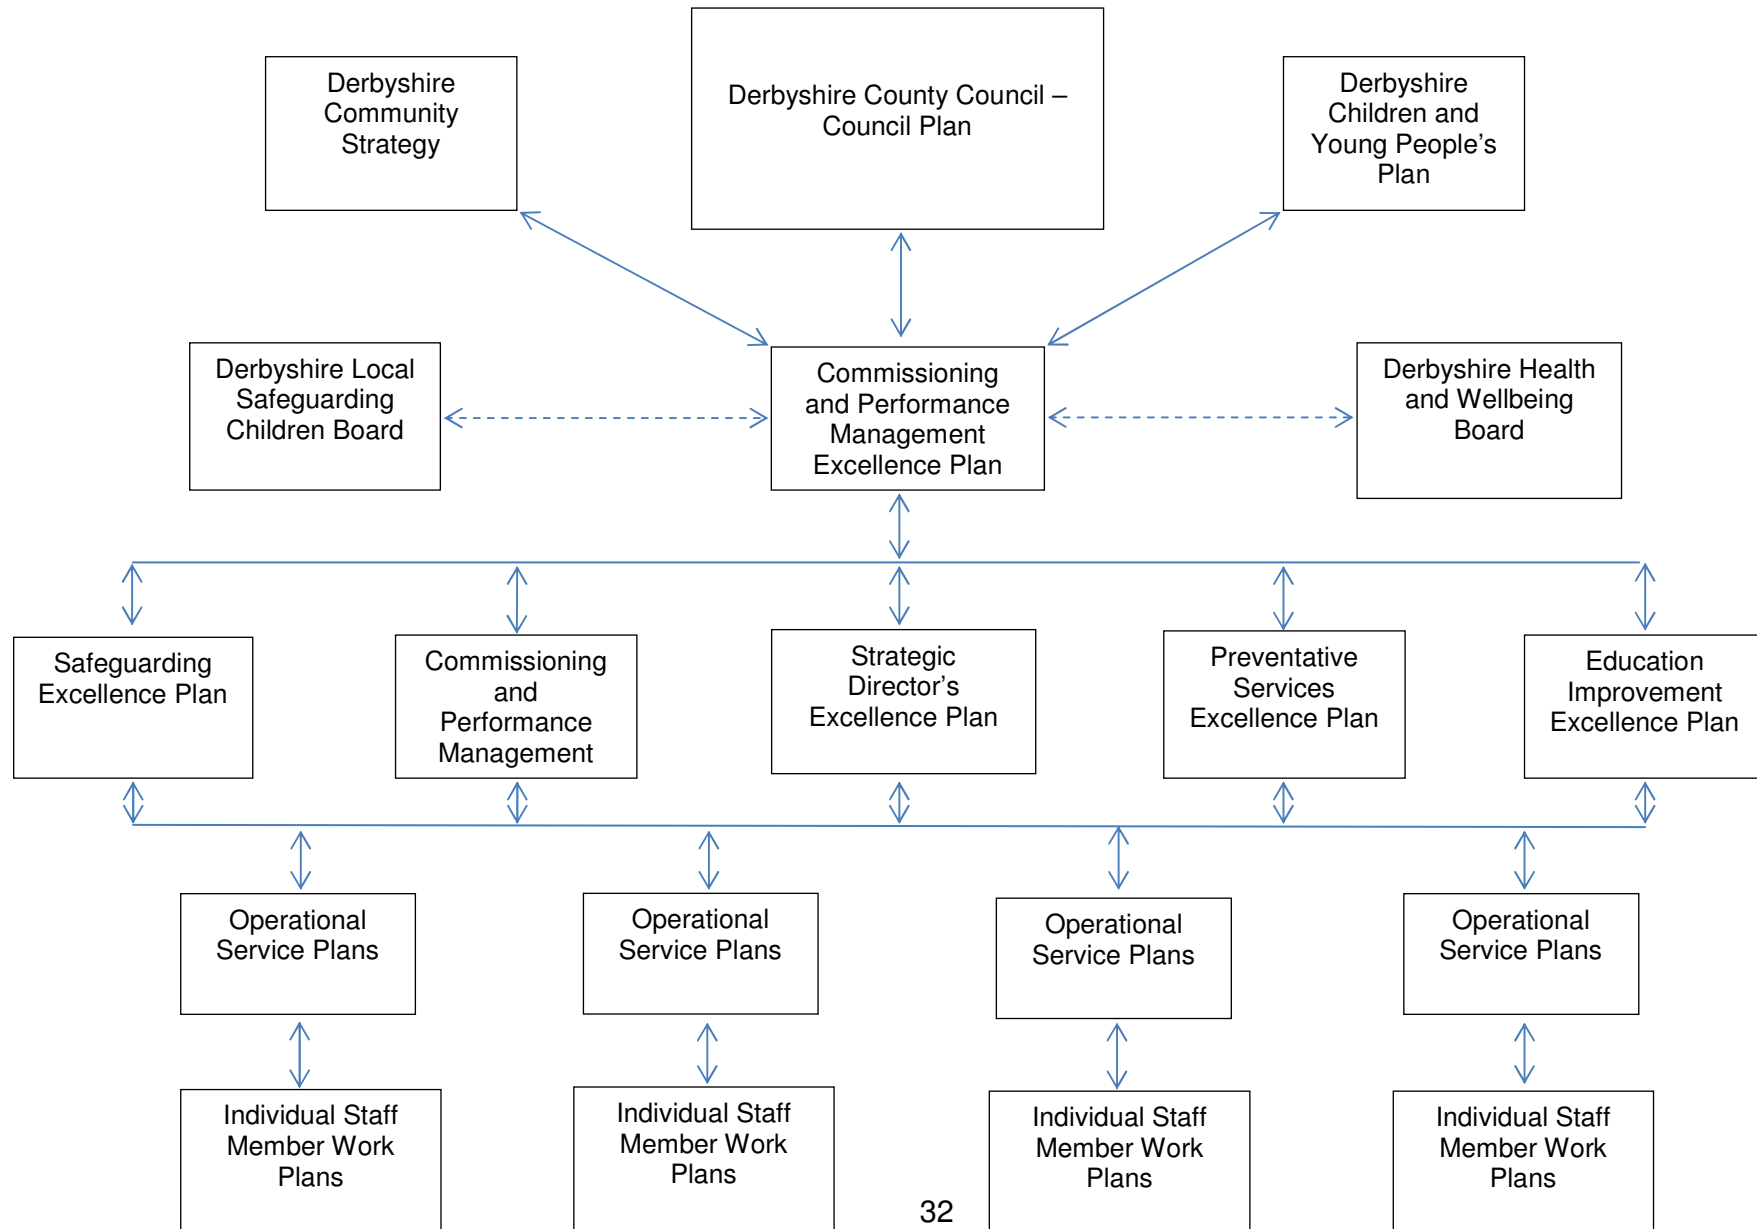 Derbyshire
Community
Strategy
Derbyshire County Council –
Council Plan
Derbyshire
Children and
Young People’s
Plan
Derbyshire Local
Safeguarding
Children Board
Commissioning
and Performance
Management
Excellence Plan
Derbyshire Health
and Wellbeing
Board
Safeguarding
Excellence Plan
Commissioning
and
Performance
Management
Strategic
Director’s
Excellence Plan
Preventative
Services
Excellence Plan
Education
Improvement
Excellence Plan
Operational
Service Plans
Operational
Service Plans
Operational
Service Plans
Operational
Service Plans
Individual Staff
Member Work
Plans
Individual Staff
Member Work
Plans
Individual Staff
Member Work
Plans
Individual Staff
Member Work
Plans
32